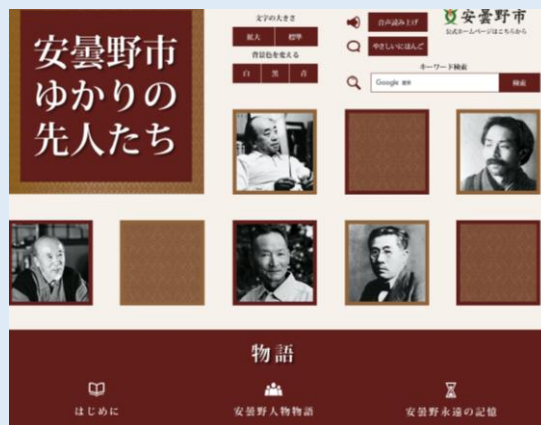 安曇野市
ゆかりの
先人たち
文字の大きさ
拡大 標準
背景色を変える
白 黒 青
音声読み上げ
やさしいにほんご
安曇野市
公式ホームページはこちらから
キーワード検索
Google 検索
検索
物語
はじめに
安曇野人物物語
安曇野永遠の記憶